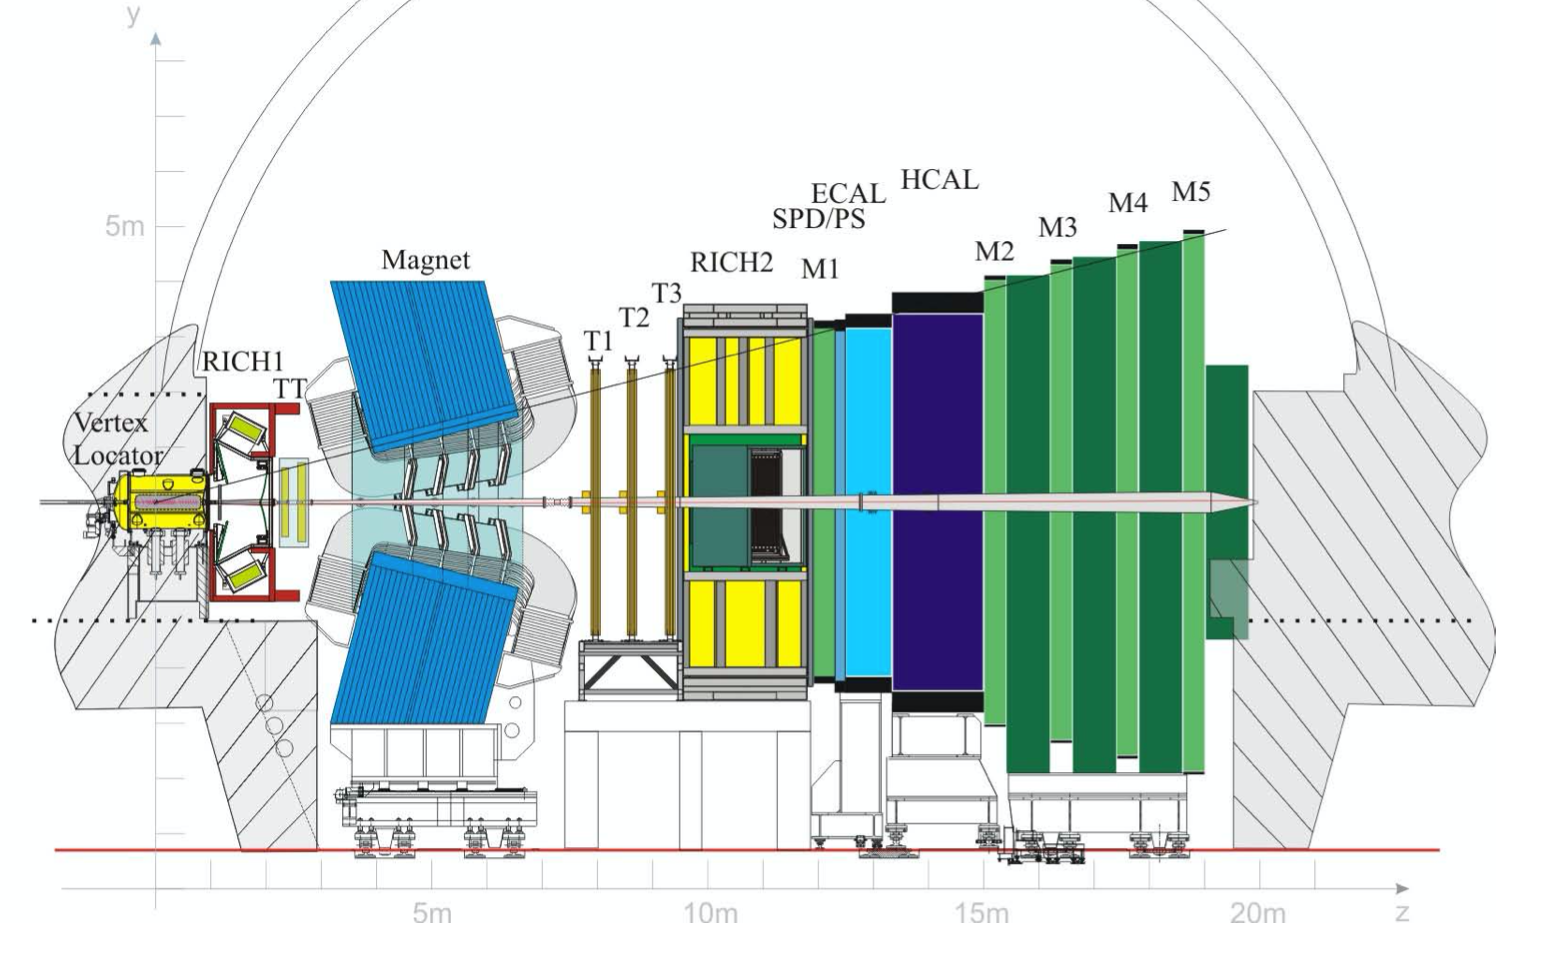 y
5m
HCAL
ECAL
SPD/PS
M5
M4
M3
M2
M1
RICH2
Magnet
T3
T2
T1
RICH1
TT
Vertex
Locator
5m
10m
15m
20m
z